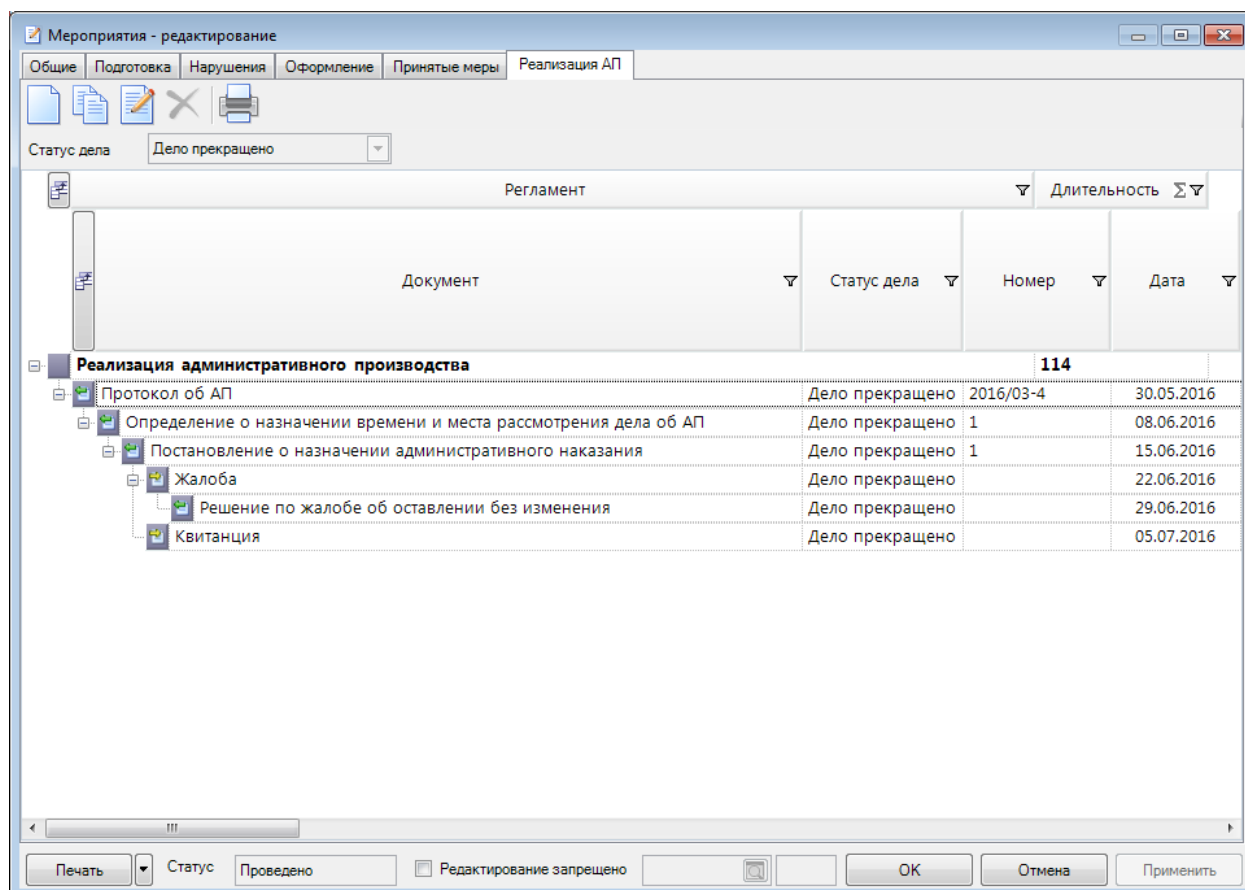 Мероприятия - редактирование
Общие Подготовка Нарушения Оформление Принятые меры Реализация АП
Статус дела Дело прекращено
Регламент Длительность Σ
Документ Статус дела Номер Дата
Реализация административного производства 114
Протокол об АП Дело прекращено 2016/03-4 30.05.2016
Определение о назначении времени и места рассмотрения дела об АП Дело прекращено 1 08.06.2016
Постановление о назначении административного наказания Дело прекращено 1 15.06.2016
Жалоба Дело прекращено 22.06.2016
Решение по жалобе об оставлении без изменения Дело прекращено 29.06.2016
Квитанция Дело прекращено 05.07.2016
Печать Статус Проведено Редактирование запрещено ОК Отмена Применить